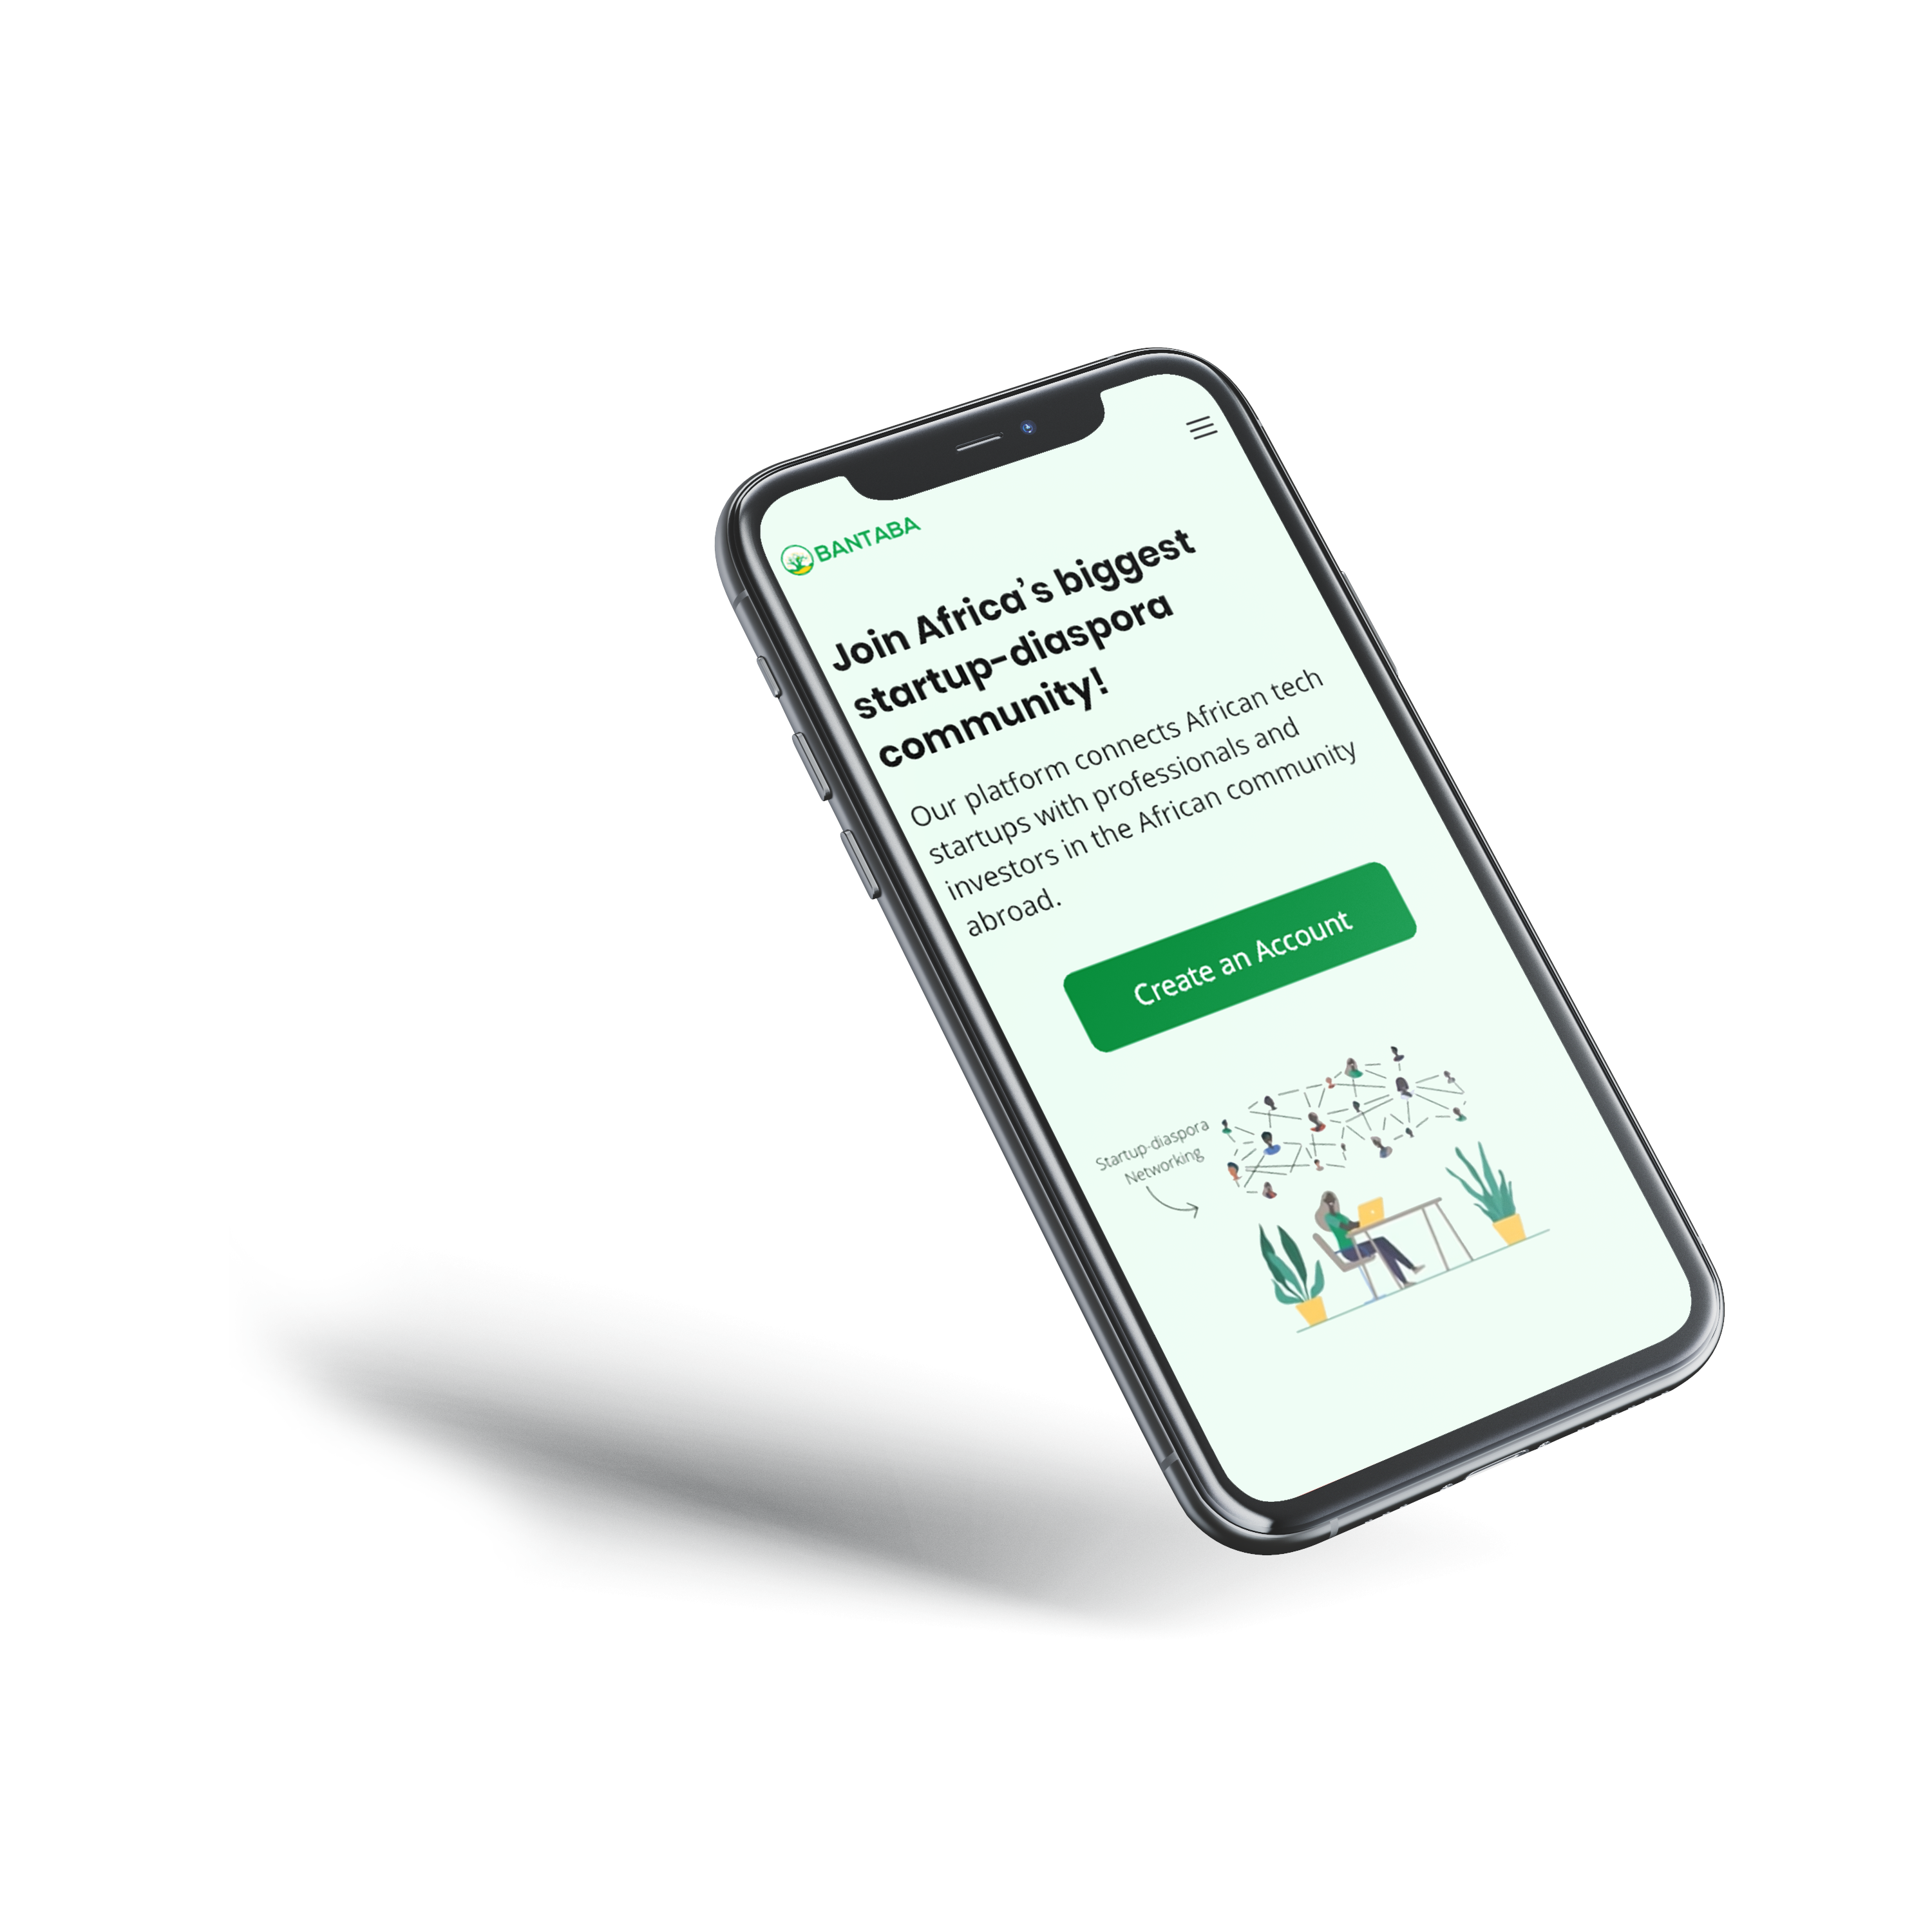 BANTABA
Join Africa's biggest
startup-diaspora
community!
Our platform connects African tech
startups with professionals and
investors in the African community
abroad.
Create an Account
Startup-diaspora
Networking